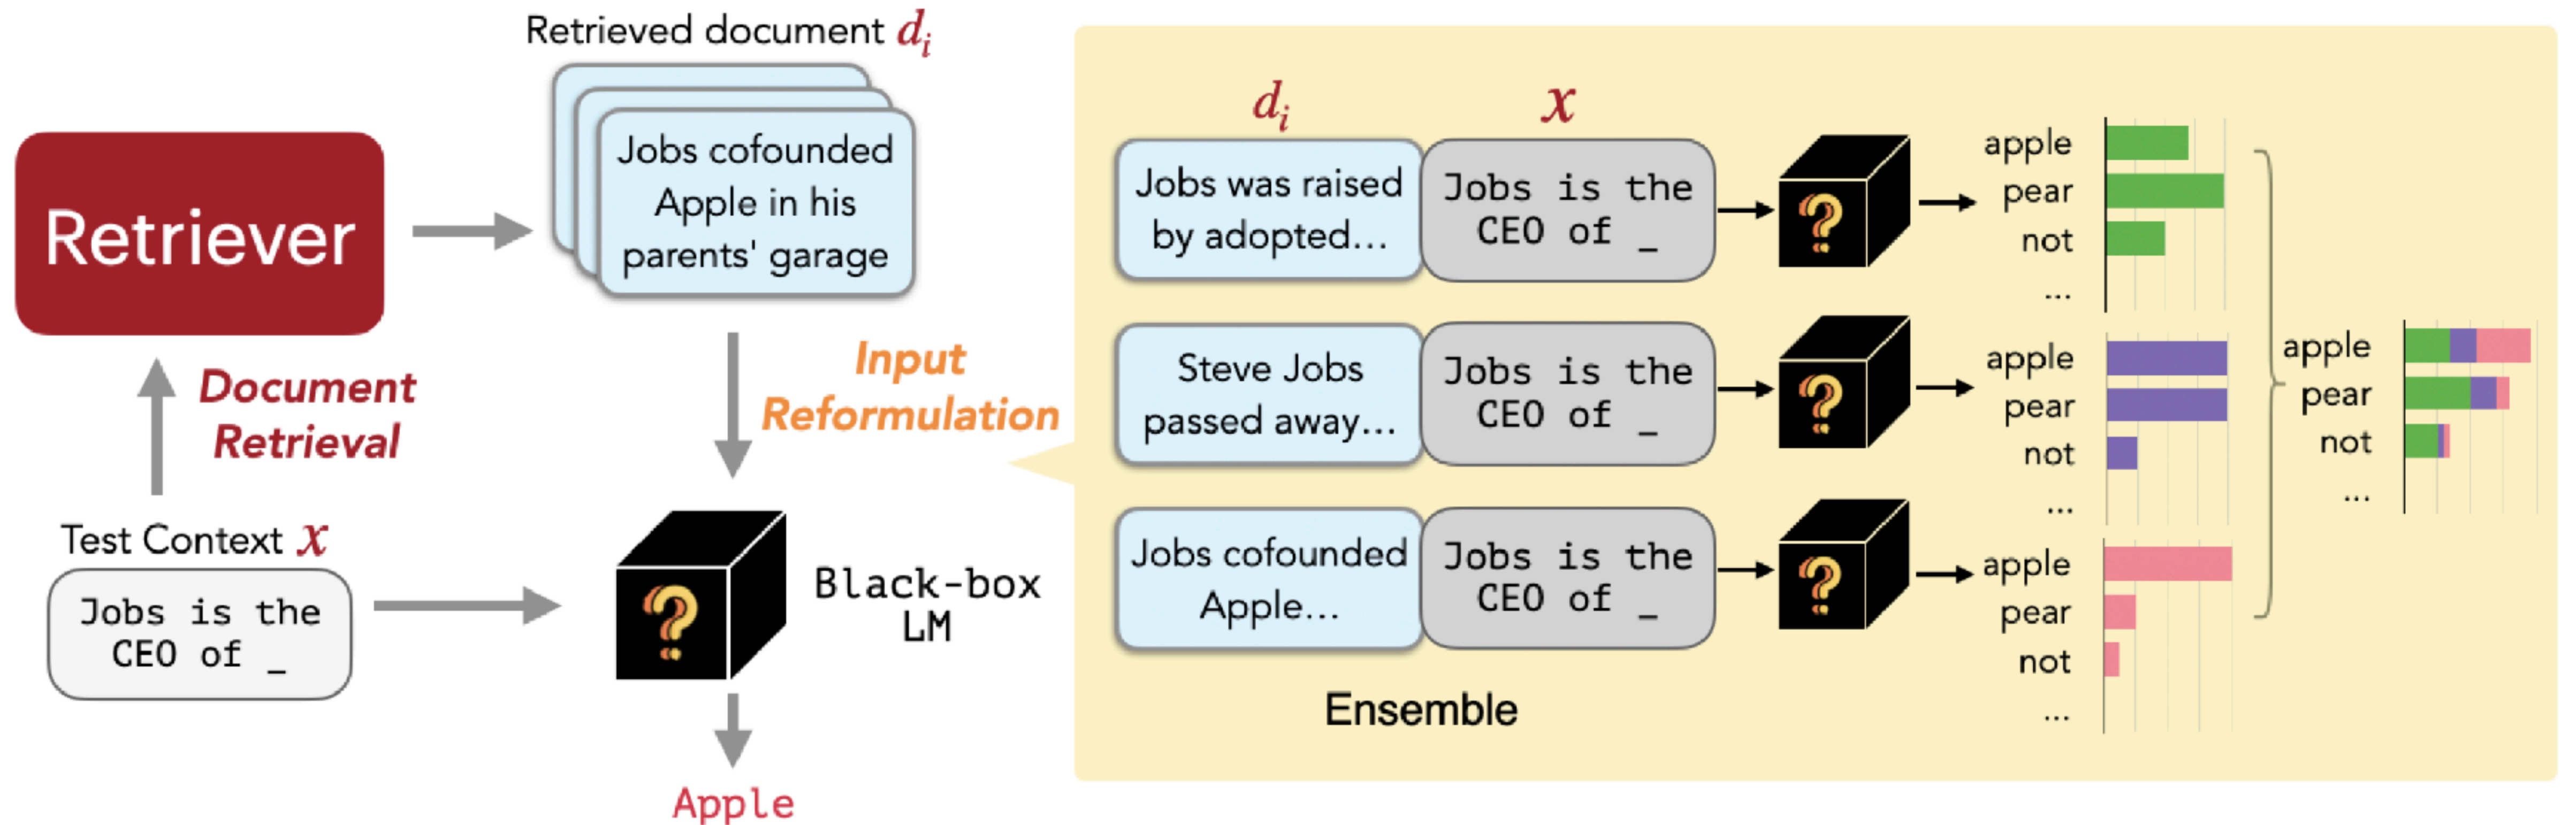 Retrieved document di
Jobs cofounded
Apple in his
parents' garage
Retriever
Document
Retrieval
Input
Reformulation
Test Context x
Jobs is the
CEO of _
?
Black-box
LM
Apple
di
x
Jobs was raised
by adopted...
Jobs is the
CEO of _
?
apple
pear
not
...
Steve Jobs
passed away...
Jobs is the
CEO of _
?
apple
pear
not
...
Jobs cofounded
Apple...
Jobs is the
CEO of _
?
apple
pear
not
...
apple
pear
not
...
Ensemble